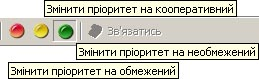 Змінити пріоритет на кооперативний
Зв'язатись
Змінити пріоритет на необмежений
Змінити пріоритет на обмежений